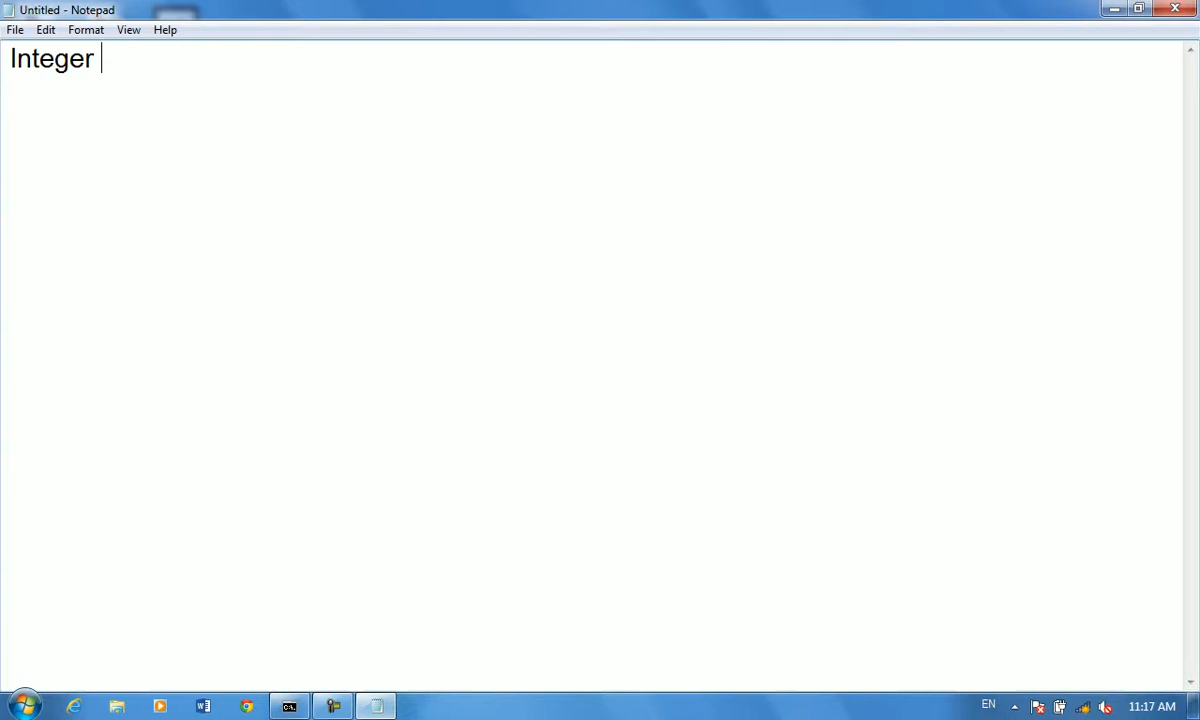 Untitled - Notepad
File Edit Format View Help
Integer
C:\.
EN 11:17 AM